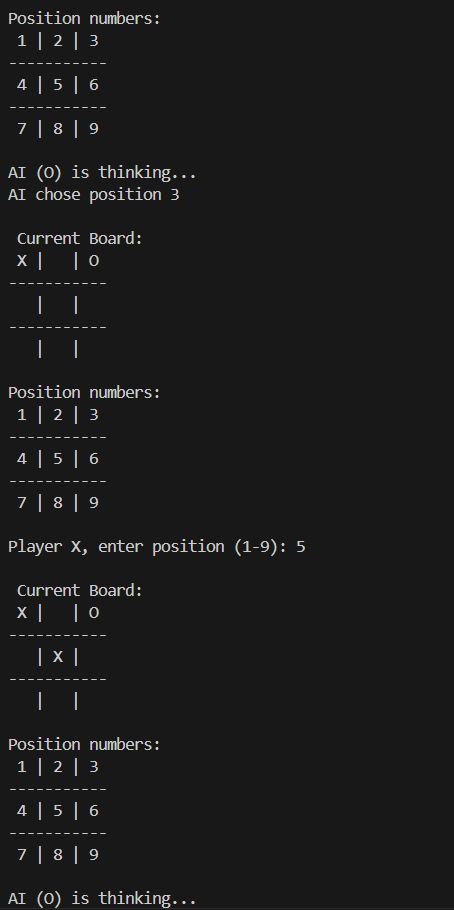 Position numbers:
 1 | 2 | 3
-----------
 4 | 5 | 6
-----------
 7 | 8 | 9

AI (O) is thinking...
AI chose position 3

 Current Board:
 X |   | O
-----------
   |   |
-----------
   |   |

Position numbers:
 1 | 2 | 3
-----------
 4 | 5 | 6
-----------
 7 | 8 | 9

Player X, enter position (1-9): 5

 Current Board:
 X |   | O
-----------
   | X |
-----------
   |   |

Position numbers:
 1 | 2 | 3
-----------
 4 | 5 | 6
-----------
 7 | 8 | 9

AI (O) is thinking...